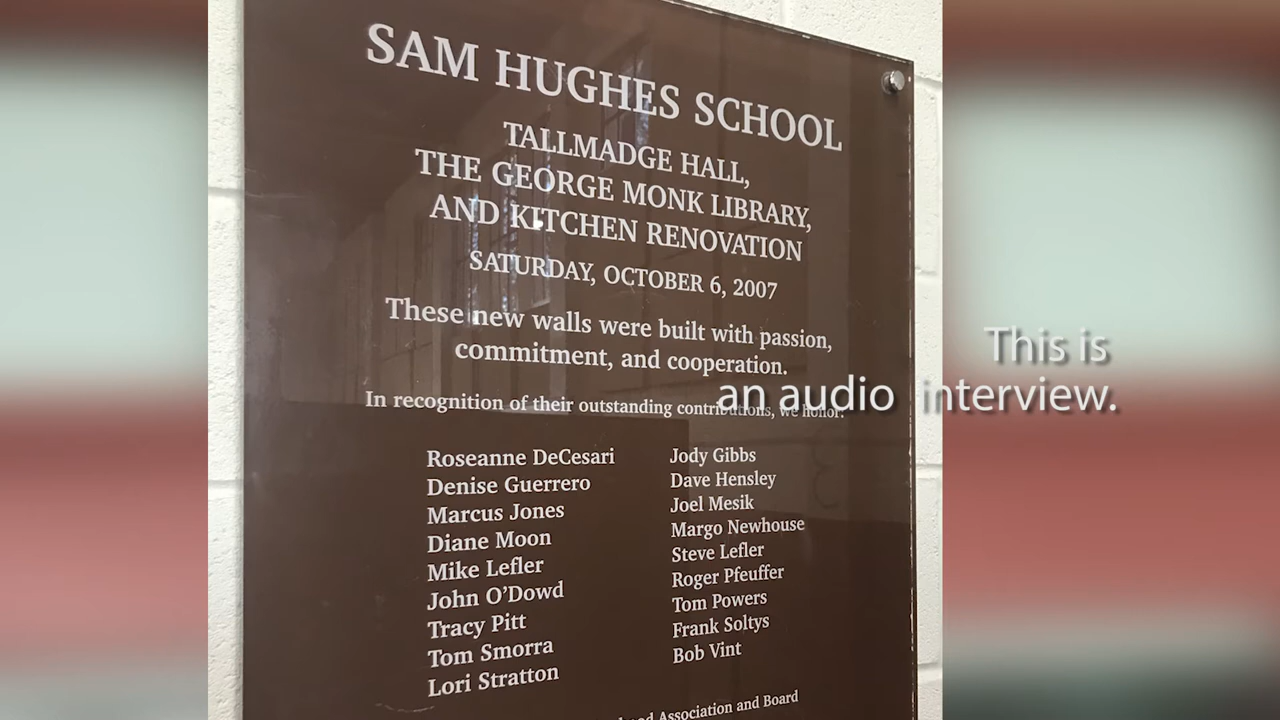 SAM HUGHES SCHOOL
TALLMADGE HALL,
THE GEORGE MONK LIBRARY,
AND KITCHEN RENOVATION
SATURDAY, OCTOBER 6, 2007
These new walls were built with passion,
commitment, and cooperation.
In recognition of their outstanding contributions, we honor:
Roseanne DeCesari
Denise Guerrero
Marcus Jones
Diane Moon
Mike Lefler
John O'Dowd
Tracy Pitt
Tom Smorra
Lori Stratton
Jody Gibbs
Dave Hensley
Joel Mesik
Margo Newhouse
Steve Lefler
Roger Pfeuffer
Tom Powers
Frank Soltys
Bob Vint
Association and Board
This is
an audio interview.